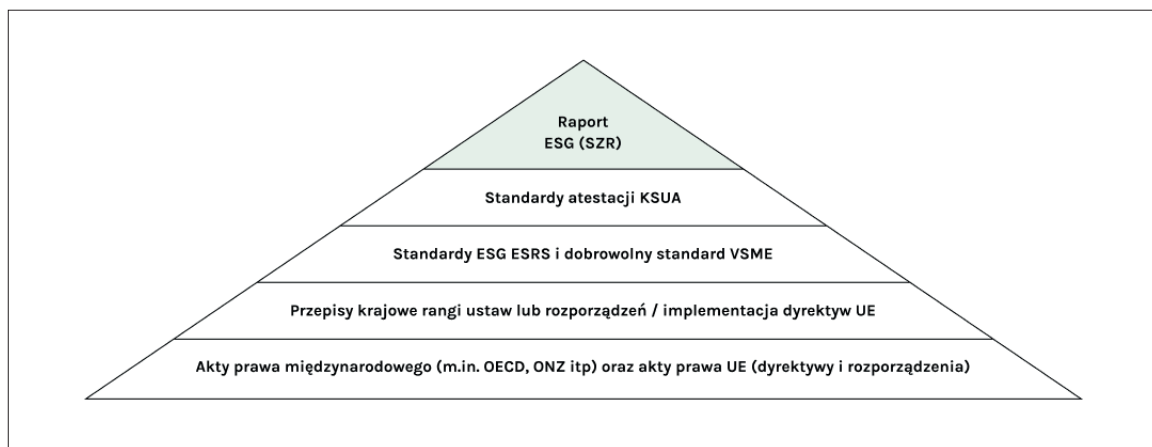 Raport
ESG (SZR)
Standardy atestacji KSUA
Standardy ESG ESRS i dobrowolny standard VSME
Przepisy krajowe rangi ustaw lub rozporządzeń / implementacja dyrektyw UE
Akty prawa międzynarodowego (m.in. OECD, ONZ itp) oraz akty prawa UE (dyrektywy i rozporządzenia)